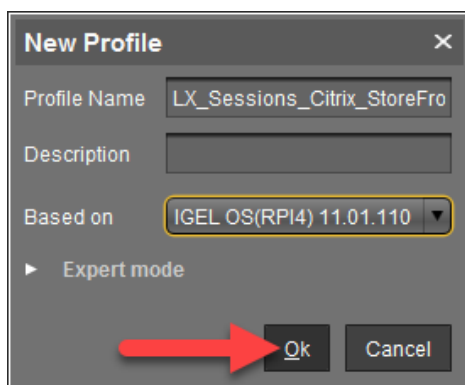 New Profile ×
Profile Name LX_Sessions_Citrix_StoreFro
Description
Based on IGEL OS(RPI4) 11.01.110
Expert mode
Ok Cancel